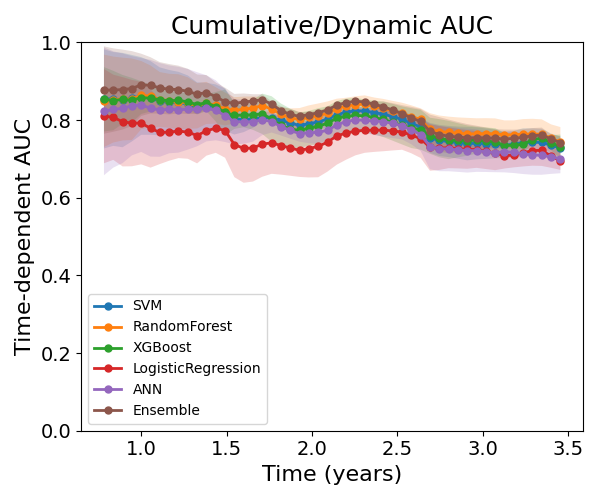 Cumulative/Dynamic AUC
Time-dependent AUC
1.0
0.8
0.6
0.4
0.2
0.0
SVM
RandomForest
XGBoost
LogisticRegression
ANN
Ensemble
1.0 1.5 2.0 2.5 3.0 3.5
Time (years)